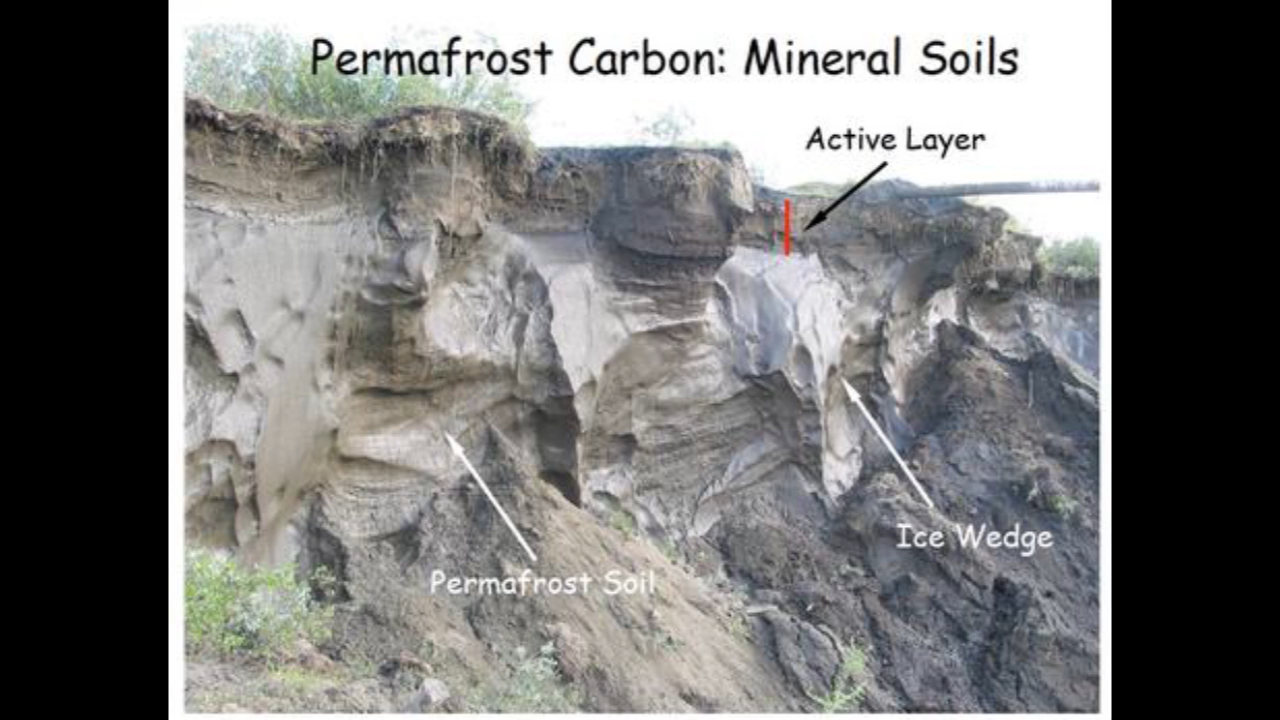 Permafrost Carbon: Mineral Soils
Active Layer
Ice Wedge
Permafrost Soil